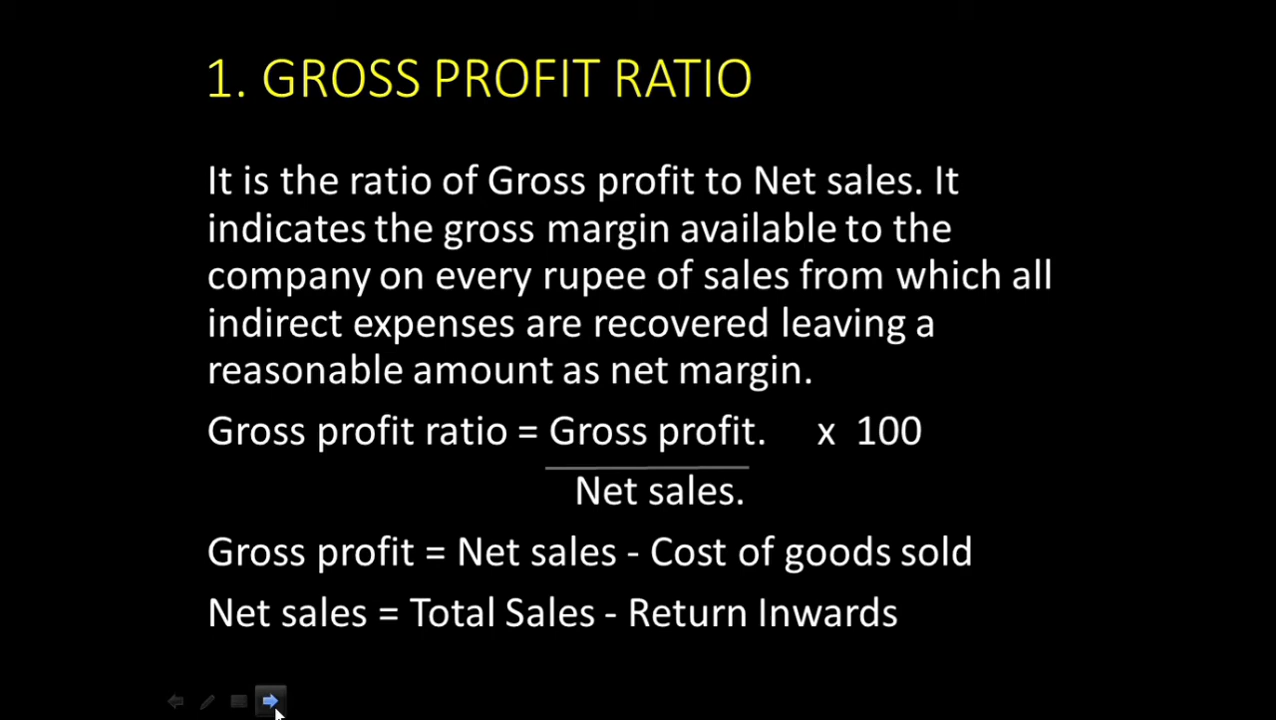 1. GROSS PROFIT RATIO
It is the ratio of Gross profit to Net sales. It
indicates the gross margin available to the
company on every rupee of sales from which all
indirect expenses are recovered leaving a
reasonable amount as net margin.
Gross profit ratio = Gross profit. x 100
Net sales.
Gross profit = Net sales - Cost of goods sold
Net sales = Total Sales - Return Inwards